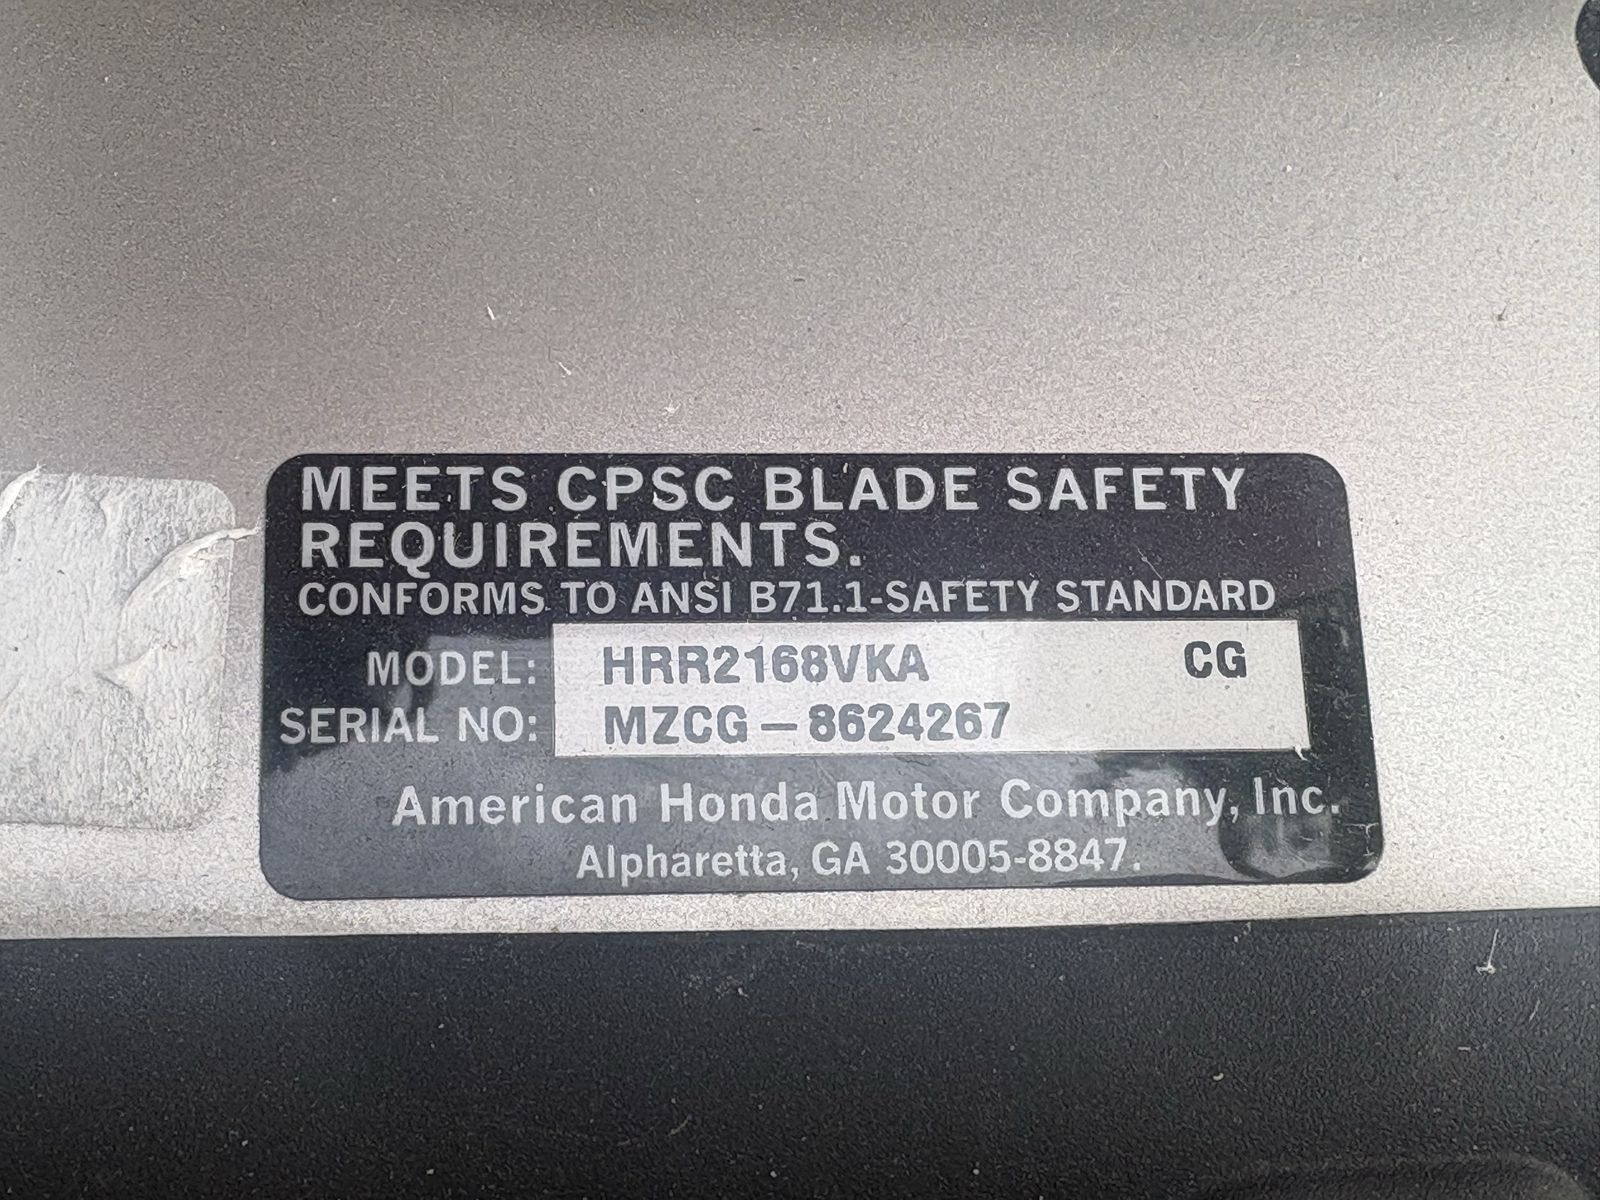 MEETS CPSC BLADE SAFETY
REQUIREMENTS.
CONFORMS TO ANSI B71.1-SAFETY STANDARD
MODEL: HRR2168VKA CG
SERIAL NO: MZCG-8624267
American Honda Motor Company, Inc.
Alpharetta, GA 30005-8847.